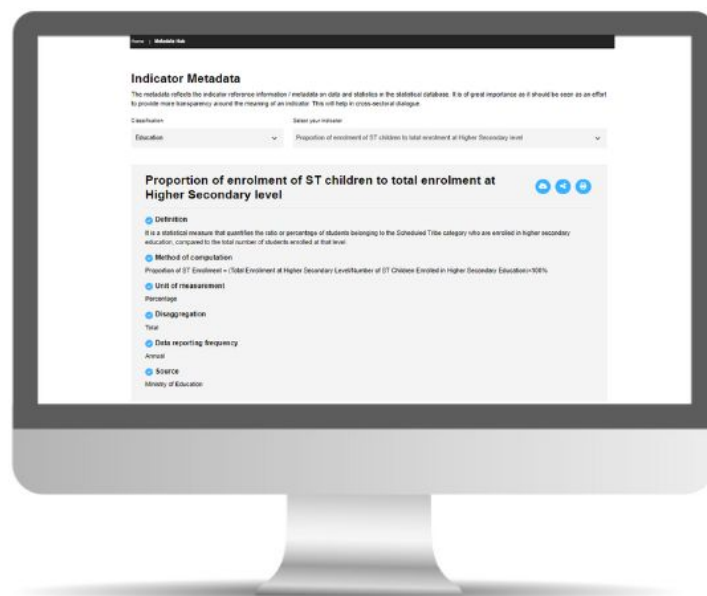 Home | Metadata Hub
Indicator Metadata
The metadata reflects the indicator reference information / metadata on data and statistics in the statistical database. It is of great importance as it should be seen as an effort
to provide more transparency around the meaning of an indicator. This will help in cross-sectoral dialogue.
Classification Select your indicator
Education Proportion of enrolment of ST children to total enrolment at Higher Secondary level
Proportion of enrolment of ST children to total enrolment at
Higher Secondary level
Definition
It is a statistical measure that quantifies the ratio or percentage of students belonging to the Scheduled Tribe category who are enrolled in higher secondary
education, compared to the total number of students enrolled at that level.
Method of computation
Proportion of ST Enrollment = (Total Enrollment at Higher Secondary Level/Number of ST Children Enrolled in Higher Secondary Education)×100%
Unit of measurement
Percentage
Disaggregation
Total
Data reporting frequency
Annual
Source
Ministry of Education